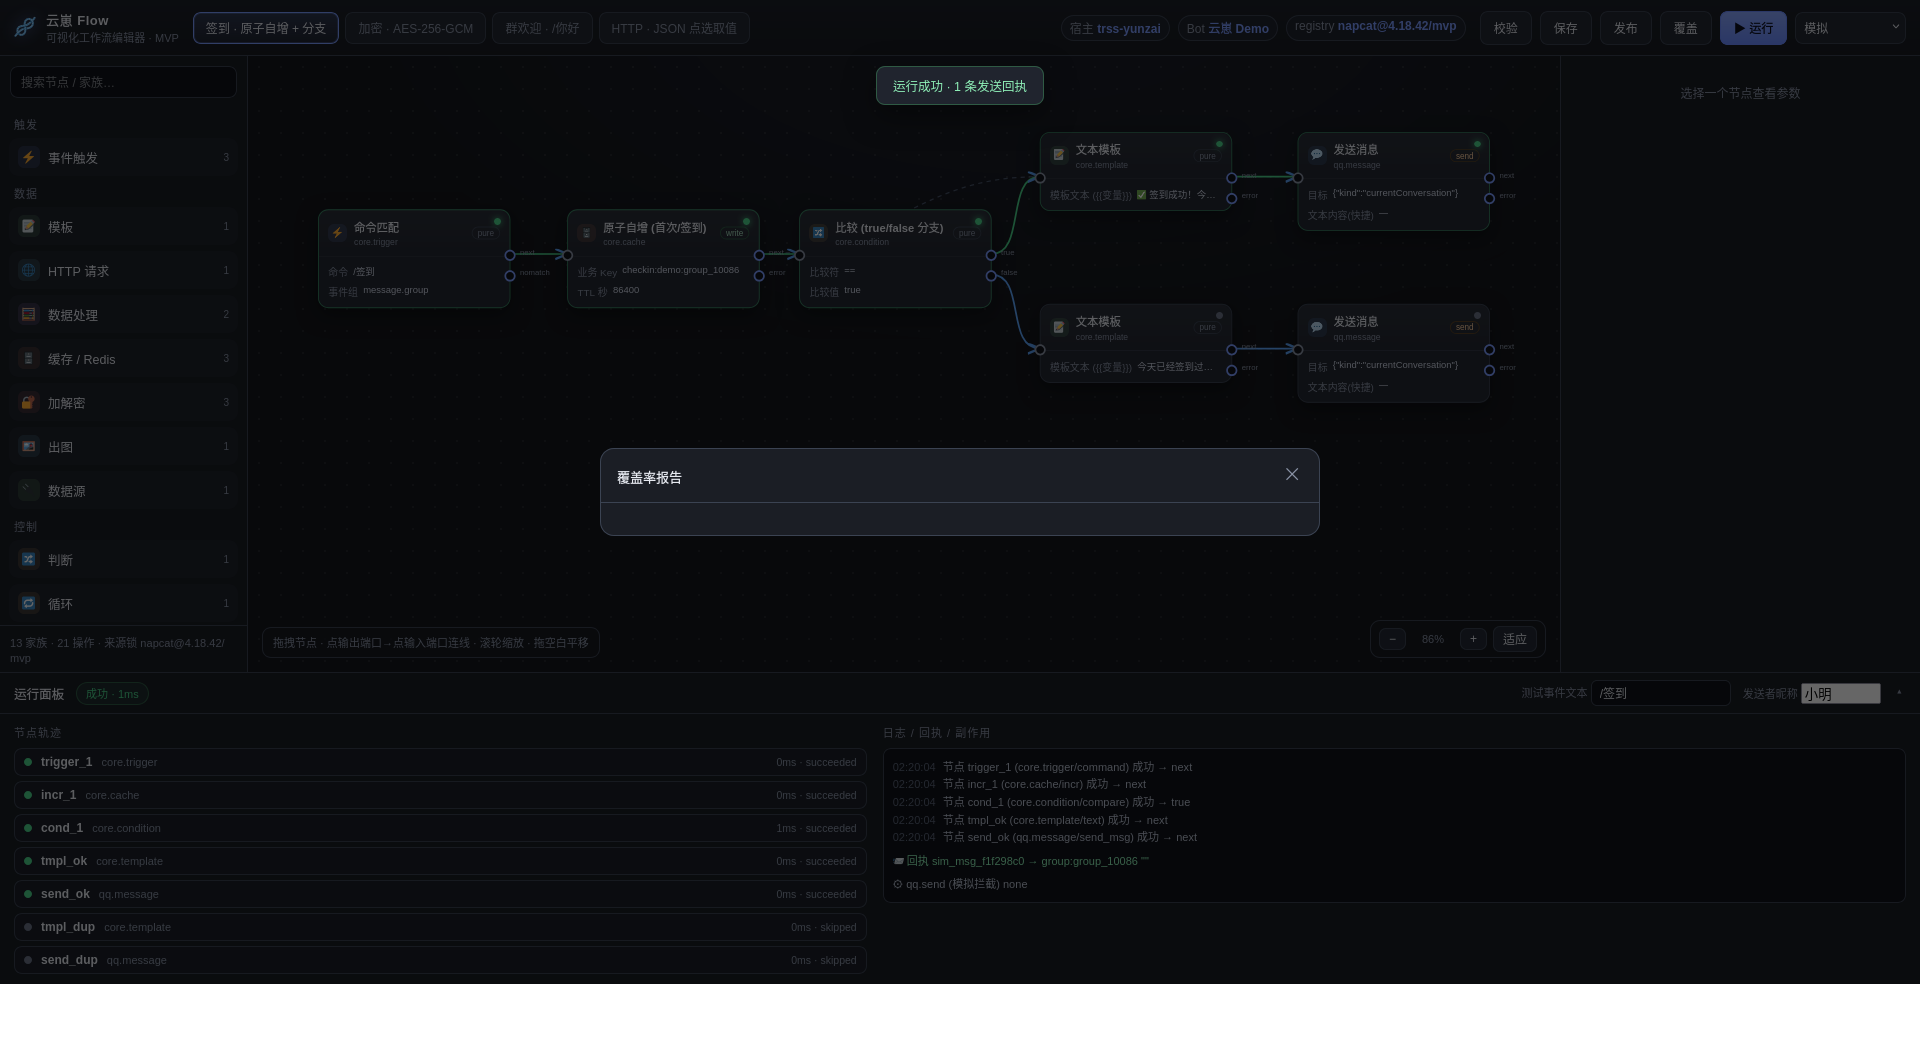 云崽 Flow
可视化工作流编辑器 · MVP
签到 · 原子自增 + 分支
加密 · AES-256-GCM
群欢迎 · /你好
HTTP · JSON 点选取值
宿主 trss-yunzai
Bot 云崽 Demo
registry napcat@4.18.42/mvp
校验
保存
发布
覆盖
▶ 运行
模拟
搜索节点 / 家族…
触发
事件触发 3
数据
模板 1
HTTP 请求 1
数据处理 2
缓存 / Redis 3
加解密 3
出图 1
数据源 1
控制
判断 1
循环 1
13 家族 · 21 操作 · 来源锁 napcat@4.18.42/
mvp
运行成功 · 1 条发送回执
选择一个节点查看参数
命令匹配
core.trigger
pure
next
nomatch
命令 /签到
事件组 message.group
原子自增 (首次/签到)
core.cache
write
next
error
业务 Key checkin:demo:group_10086
TTL 秒 86400
比较 (true/false 分支)
core.condition
pure
true
false
比较符 ==
比较值 true
文本模板
core.template
pure
next
error
模板文本 ({{变量}}) ✅ 签到成功！今…
发送消息
qq.message
send
next
error
目标 {"kind":"currentConversation"}
文本内容(快捷) —
文本模板
core.template
pure
next
error
模板文本 ({{变量}}) 今天已经签到过…
发送消息
qq.message
send
next
error
目标 {"kind":"currentConversation"}
文本内容(快捷) —
覆盖率报告
拖拽节点 · 点输出端口→点输入端口连线 · 滚轮缩放 · 拖空白平移
− 86% + 适应
运行面板
成功 · 1ms
测试事件文本 /签到
发送者昵称 小明
节点轨迹
trigger_1 core.trigger 0ms · succeeded
incr_1 core.cache 0ms · succeeded
cond_1 core.condition 1ms · succeeded
tmpl_ok core.template 0ms · succeeded
send_ok qq.message 0ms · succeeded
tmpl_dup core.template 0ms · skipped
send_dup qq.message 0ms · skipped
日志 / 回执 / 副作用
02:20:04 节点 trigger_1 (core.trigger/command) 成功 → next
02:20:04 节点 incr_1 (core.cache/incr) 成功 → next
02:20:04 节点 cond_1 (core.condition/compare) 成功 → true
02:20:04 节点 tmpl_ok (core.template/text) 成功 → next
02:20:04 节点 send_ok (qq.message/send_msg) 成功 → next
📨 回执 sim_msg_f1f298c0 → group:group_10086 ""
⊙ qq.send (模拟拦截) none